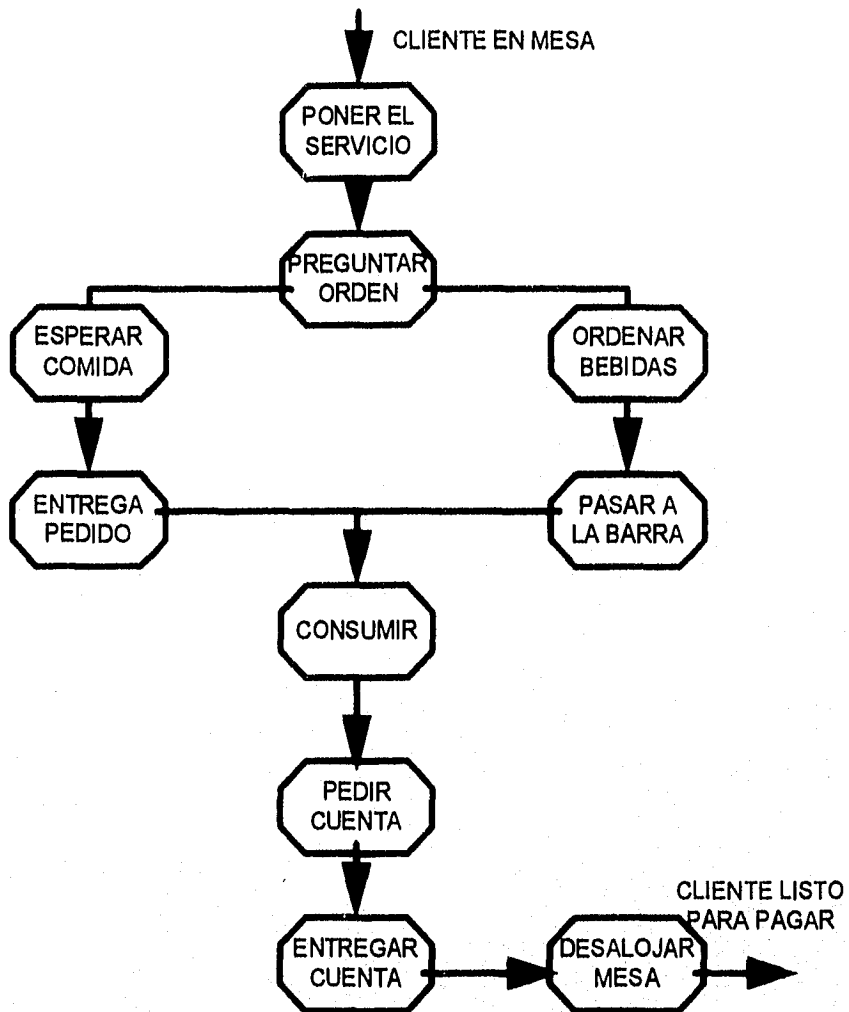 CLIENTE EN MESA
PONER EL
SERVICIO
PREGUNTAR
ORDEN
ESPERAR
COMIDA
ORDENAR
BEBIDAS
ENTREGA
PEDIDO
PASAR A
LA BARRA
CONSUMIR
PEDIR
CUENTA
ENTREGAR
CUENTA
DESALOJAR
MESA
CLIENTE LISTO
PARA PAGAR